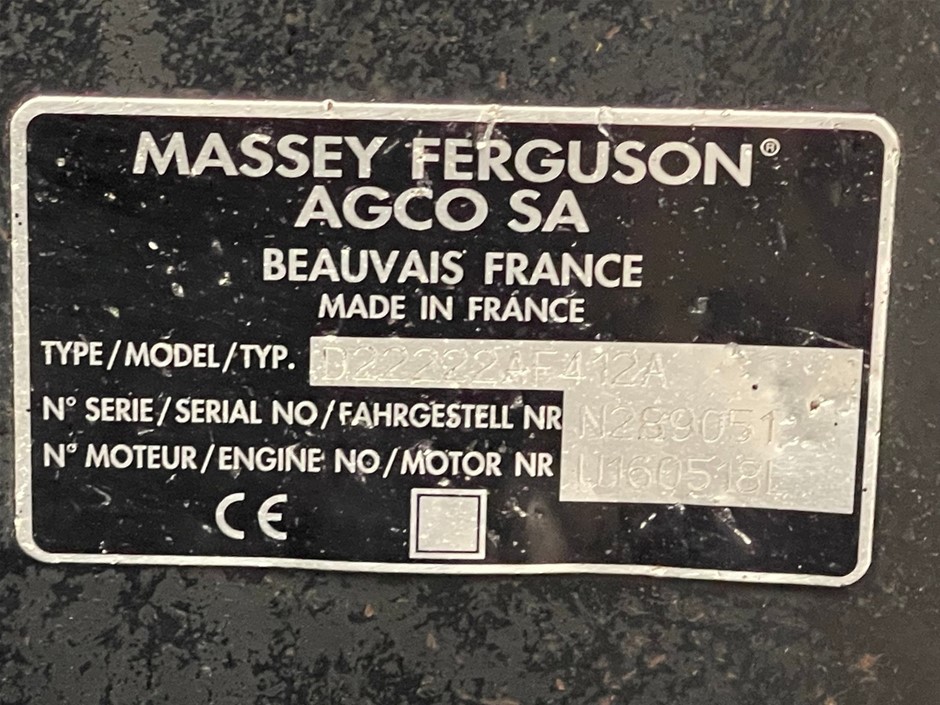 MASSEY FERGUSON®
AGCO SA
BEAUVAIS FRANCE
MADE IN FRANCE
TYPE/MODEL/TYP. D22222AF412A
N° SERIE/SERIAL NO/FAHRGESTELL NR N289051
N° MOTEUR/ENGINE NO/MOTOR NR
CE